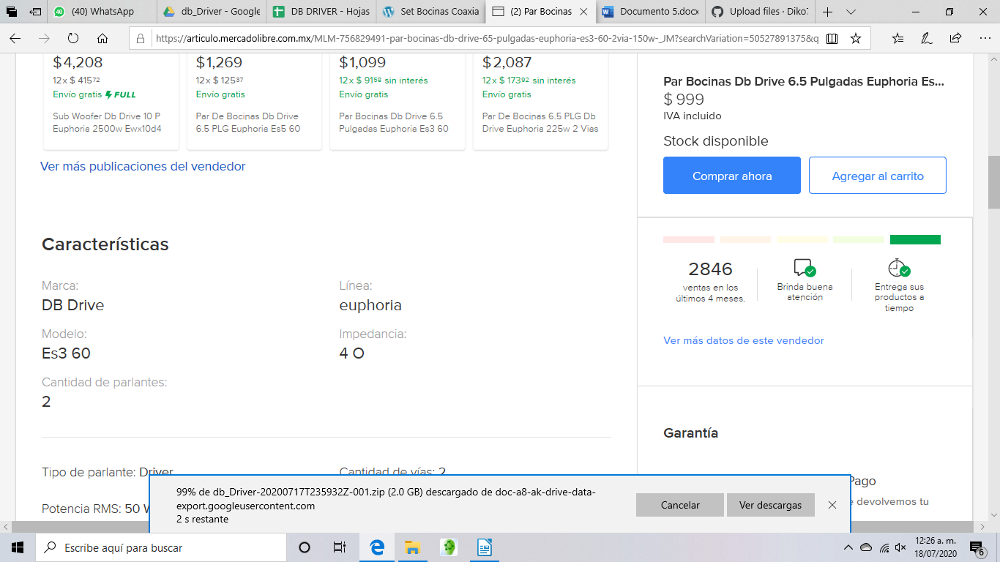 (40) WhatsApp
db_Driver - Google
DB DRIVER - Hojas
Set Bocinas Coaxia
(2) Par Bocinas
Documento 5.docx
Upload files · Diko
https://articulo.mercadolibre.com.mx/MLM-756829491-par-bocinas-db-drive-65-pulgadas-euphoria-es3-60-2via-150w-_JM?searchVariation=50527891375&q
$4,208
12x $ 415 72
Envío gratis FULL
Sub Woofer Db Drive 10 P
Euphoria 2500w Ewx10d4
$1,269
12x $ 125 37
Envío gratis
Par De Bocinas Db Drive
6.5 PLG Euphoria Es5 60
$1,099
12x $ 91 58 sin interés
Envío gratis
Par Bocinas Db Drive 6.5
Pulgadas Euphoria Es3 60
$2,087
12x $ 173 92 sin interés
Envío gratis
Par De Bocinas 6.5 PLG Db
Drive Euphoria 225w 2 Vias
Ver más publicaciones del vendedor
Características
Marca:
DB Drive
Línea:
euphoria
Modelo:
Es3 60
Impedancia:
4 O
Cantidad de parlantes:
2
Tipo de parlante: Driver
Cantidad de vías: 2
Potencia RMS: 50
Par Bocinas Db Drive 6.5 Pulgadas Euphoria Es...
$ 999
IVA incluido
Stock disponible
Comprar ahora
Agregar al carrito
2846
ventas en los
últimos 4 meses.
Brinda buena
atención
Entrega sus
productos a
tiempo
Ver más datos de este vendedor
Garantía
Pago
devolvemos tu
99% de db_Driver-20200717T235932Z-001.zip (2.0 GB) descargado de doc-a8-ak-drive-data-
export.googleusercontent.com
2 s restante
Cancelar
Ver descargas
Escribe aquí para buscar
12:26 a. m.
18/07/2020
6